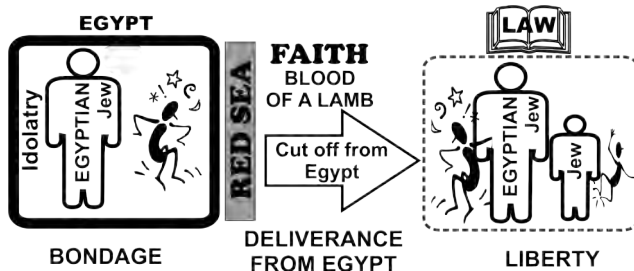 EGYPT
Idolatry
EGYPTIAN
Jew
BONDAGE
RED SEA
FAITH
BLOOD
OF A LAMB
Cut off from
Egypt
DELIVERANCE
FROM EGYPT
LAW
EGYPTIAN
Jew
Jew
LIBERTY